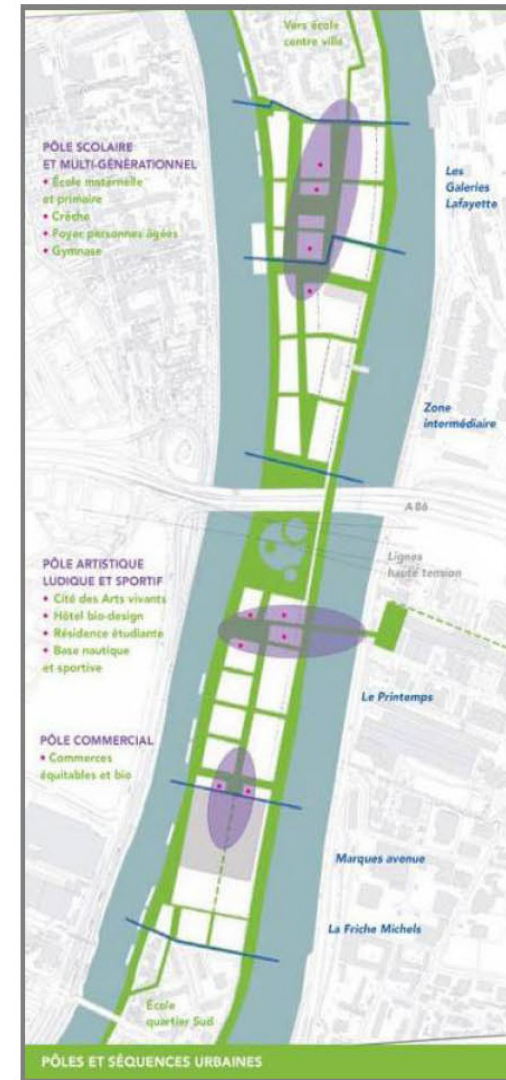 Vers école
centre ville
PÔLE SCOLAIRE
ET MULTI-GÉNÉRATIONNEL
• École maternelle
et primaire
• Crèche
• Foyer personnes âgées
• Gymnase
Les
Galeries
Lafayette
Zone
intermédiaire
A 86
Lignes
haute tension
PÔLE ARTISTIQUE
LUDIQUE ET SPORTIF
• Cité des Arts vivants
• Hôtel bio-design
• Résidence étudiante
• Base nautique
et sportive
Le Printemps
PÔLE COMMERCIAL
• Commerces
équitables et bio
Marques avenue
La Friche Michels
École
quartier Sud
PÔLES ET SÉQUENCES URBAINES